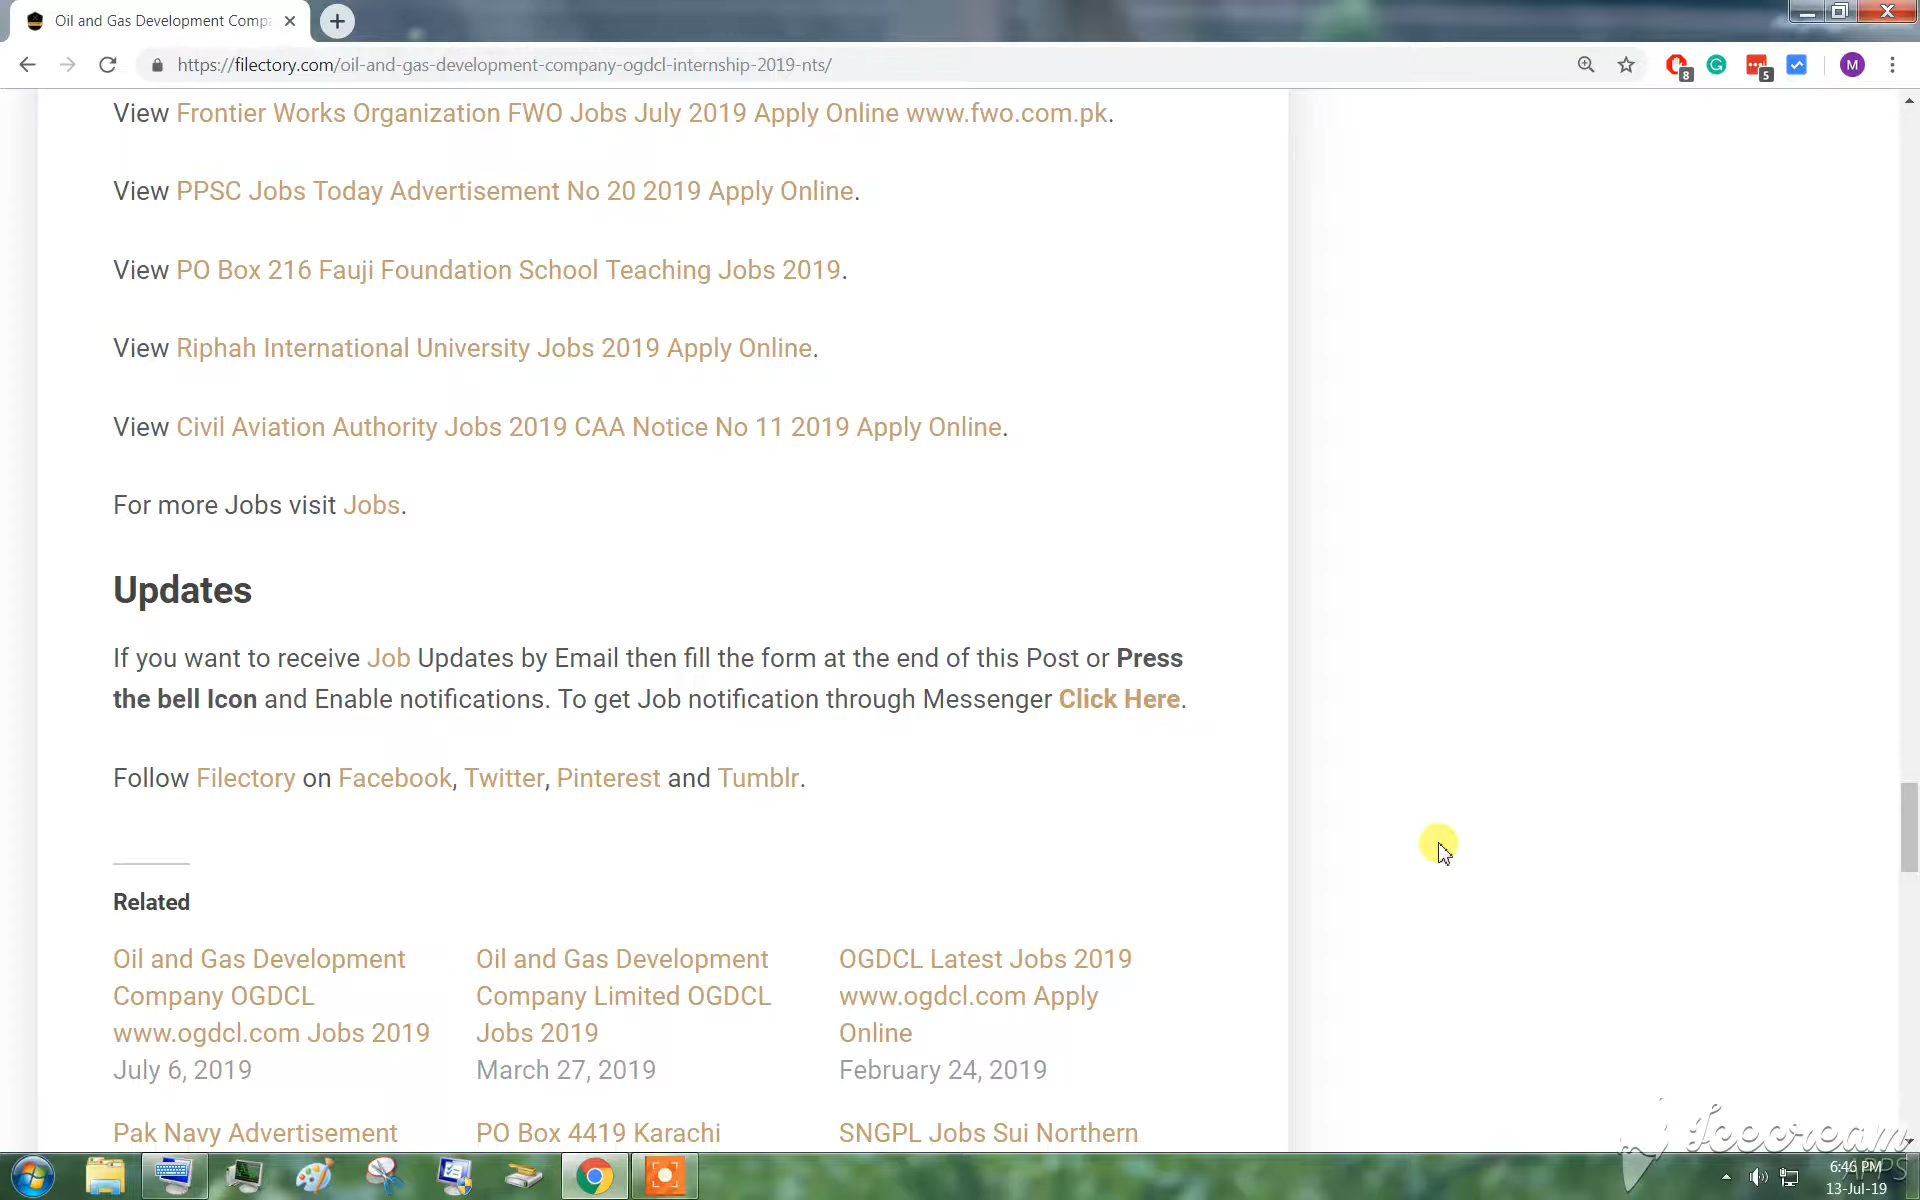 Oil and Gas Development Comp
https://filectory.com/oil-and-gas-development-company-ogdcl-internship-2019-nts/
8
5
M
View Frontier Works Organization FWO Jobs July 2019 Apply Online www.fwo.com.pk.
View PPSC Jobs Today Advertisement No 20 2019 Apply Online.
View PO Box 216 Fauji Foundation School Teaching Jobs 2019.
View Riphah International University Jobs 2019 Apply Online.
View Civil Aviation Authority Jobs 2019 CAA Notice No 11 2019 Apply Online.
For more Jobs visit Jobs.
Updates
If you want to receive Job Updates by Email then fill the form at the end of this Post or Press
the bell Icon and Enable notifications. To get Job notification through Messenger Click Here.
Follow Filectory on Facebook, Twitter, Pinterest and Tumblr.
Related
Oil and Gas Development
Company OGDCL
www.ogdcl.com Jobs 2019
July 6, 2019
Oil and Gas Development
Company Limited OGDCL
Jobs 2019
March 27, 2019
OGDCL Latest Jobs 2019
www.ogdcl.com Apply
Online
February 24, 2019
Pak Navy Advertisement
PO Box 4419 Karachi
SNGPL Jobs Sui Northern
Icecream
APPS
6:46 PM
13-Jul-19